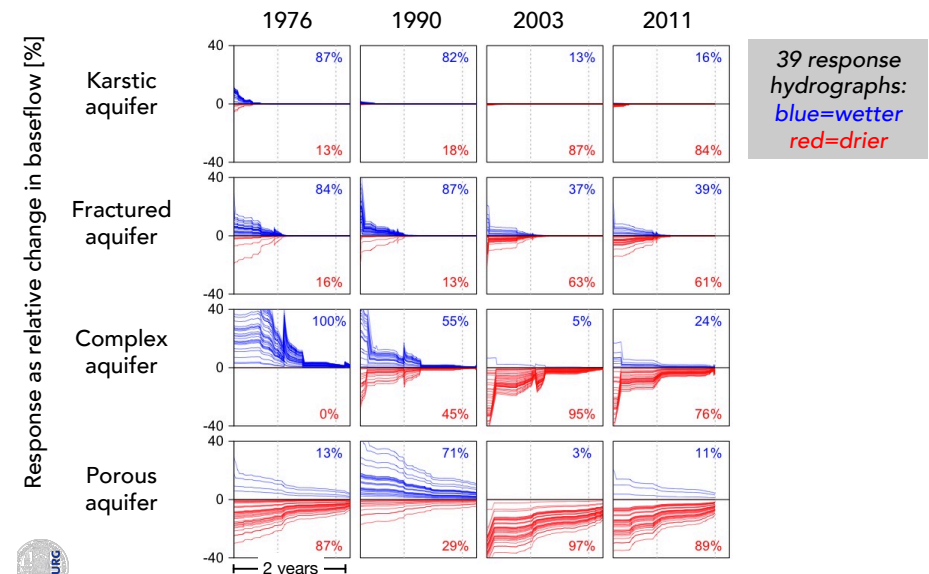 1976 1990 2003 2011
Response as relative change in baseflow [%]
39 response
hydrographs:
blue=wetter
red=drier
Karstic
aquifer
40
0
-40
87% 82% 13% 16%
13% 18% 87% 84%
Fractured
aquifer
40
0
-40
84% 87% 37% 39%
16% 13% 63% 61%
Complex
aquifer
40
0
-40
100% 55% 5% 24%
0% 45% 95% 76%
Porous
aquifer
40
0
-40
13% 71% 3% 11%
87% 29% 97% 89%
2 years
URG